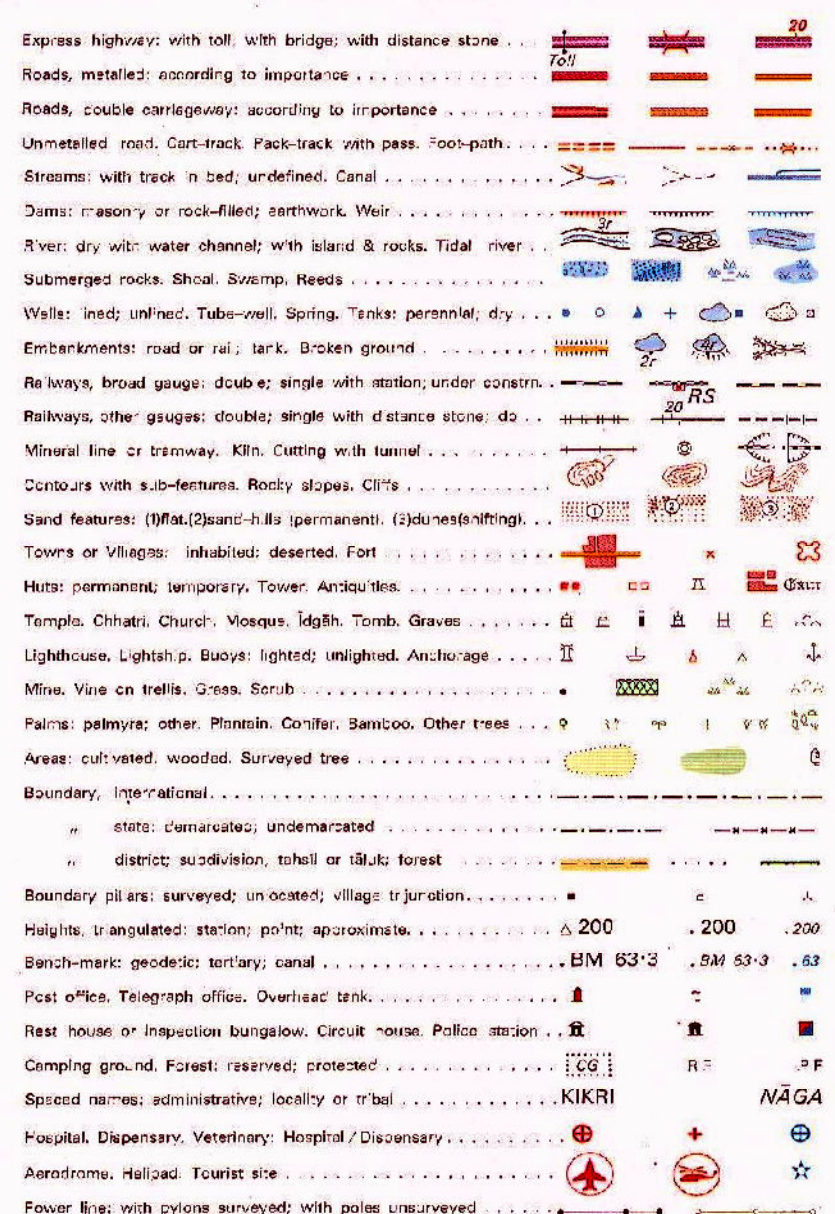 20
Express highway: with toll, with bridge; with distance stone
Toll
Roads, metalled: according to importance
Roads, double carriageway: according to importance
Unmetalled road. Cart-track. Pack-track with pass. Foot-path
Streams: with track in bed; undefined. Canal
Dams: masonry or rock-filled; earthwork. Weir
3r
River: dry with water channel; with island & rocks. Tidal river
Submerged rocks. Shoal. Swamp. Reeds
Wells: lined; unlined. Tube-well. Spring. Tanks: perennial; dry
Embankments: road or rail; tank. Broken ground
2r 4r
Railways, broad gauge: double; single with station; under constrn.
RS
Railways, other gauges: double; single with distance stone; do
20
Mineral line or tramway. Kiln. Cutting with tunnel
Contours with sub-features. Rocky slopes. Cliffs
100
Sand features: (1)flat.(2)sand-hills (permanent). (3)dunes(shifting).
1 2 3
Towns or Villages: inhabited; deserted. Fort
Huts: permanent; temporary. Tower. Antiquities.
Temple. Chhatri. Church. Mosque. Īdgāh. Tomb. Graves
Lighthouse. Lightship. Buoys: lighted; unlighted. Anchorage
Mine. Vine on trellis. Grass. Scrub
Palms: palmyra; other. Plantain. Conifer. Bamboo. Other trees
Areas: cultivated. wooded. Surveyed tree
Boundary, international
„ state: demarcated; undemarcated
„ district; subdivision, tahsīl or tāluk; forest
Boundary pillars: surveyed; unlocated; village trijunction
Heights, triangulated: station; point; approximate. 200 .200 .200
Bench-mark: geodetic; tertiary; canal .BM 63·3 .BM 63·3 .63
Post office. Telegraph office. Overhead tank.
Rest house or Inspection bungalow. Circuit house. Police station
Camping ground. Forest: reserved; protected CG RF PF
Spaced names: administrative; locality or tribal KIKRI NĀGA
Hospital. Dispensary. Veterinary: Hospital/Dispensary
Aerodrome. Helipad. Tourist site
Power line: with pylons surveyed; with poles unsurveyed